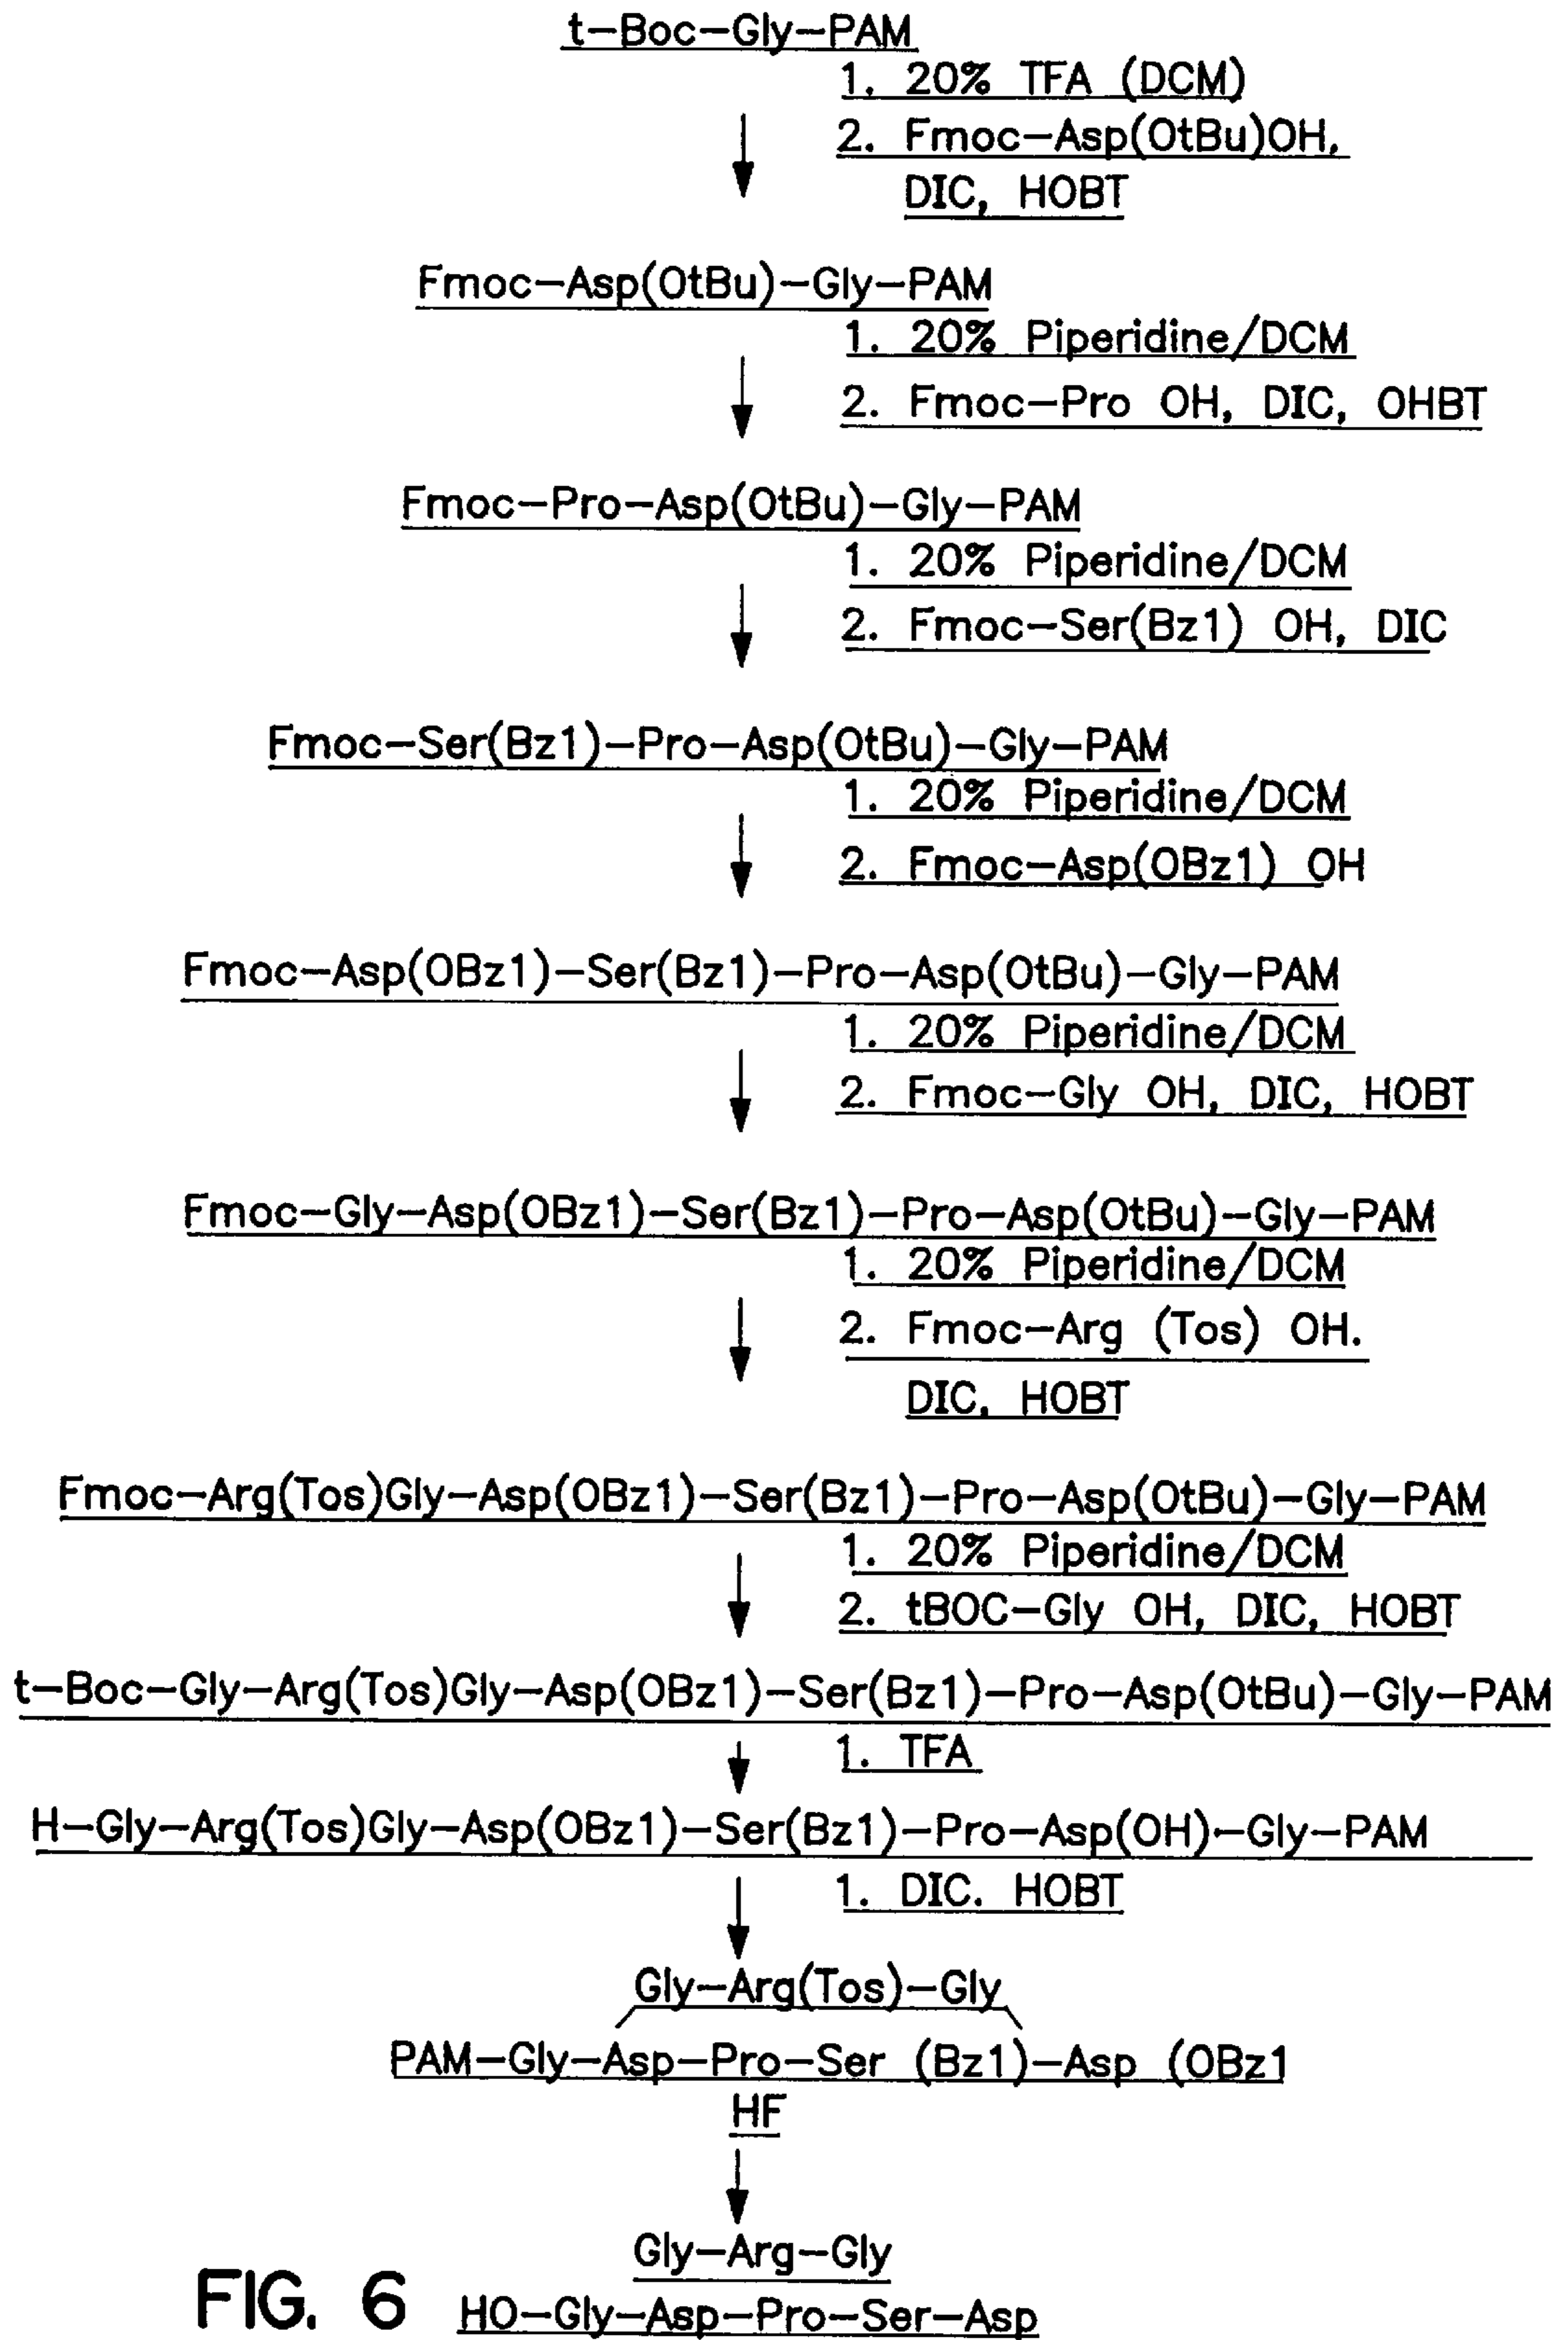 t-Boc-Gly-PAM
1. 20% TFA (DCM)
2. Fmoc-Asp(OtBu)OH,
DIC, HOBT
Fmoc-Asp(OtBu)-Gly-PAM
1. 20% Piperidine/DCM
2. Fmoc-Pro OH, DIC, OHBT
Fmoc-Pro-Asp(OtBu)-Gly-PAM
1. 20% Piperidine/DCM
2. Fmoc-Ser(Bz1) OH, DIC
Fmoc-Ser(Bz1)-Pro-Asp(OtBu)-Gly-PAM
1. 20% Piperidine/DCM
2. Fmoc-Asp(OBz1) OH
Fmoc-Asp(OBz1)-Ser(Bz1)-Pro-Asp(OtBu)-Gly-PAM
1. 20% Piperidine/DCM
2. Fmoc-Gly OH, DIC, HOBT
Fmoc-Gly-Asp(OBz1)-Ser(Bz1)-Pro-Asp(OtBu)-Gly-PAM
1. 20% Piperidine/DCM
2. Fmoc-Arg (Tos) OH.
DIC, HOBT
Fmoc-Arg(Tos)Gly-Asp(OBz1)-Ser(Bz1)-Pro-Asp(OtBu)-Gly-PAM
1. 20% Piperidine/DCM
2. tBOC-Gly OH, DIC, HOBT
t-Boc-Gly-Arg(Tos)Gly-Asp(OBz1)-Ser(Bz1)-Pro-Asp(OtBu)-Gly-PAM
1. TFA
H-Gly-Arg(Tos)Gly-Asp(OBz1)-Ser(Bz1)-Pro-Asp(OH)-Gly-PAM
1. DIC. HOBT
Gly-Arg(Tos)-Gly
PAM-Gly-Asp-Pro-Ser (Bz1)-Asp (OBz1
HF
Gly-Arg-Gly
HO-Gly-Asp-Pro-Ser-Asp
FIG. 6